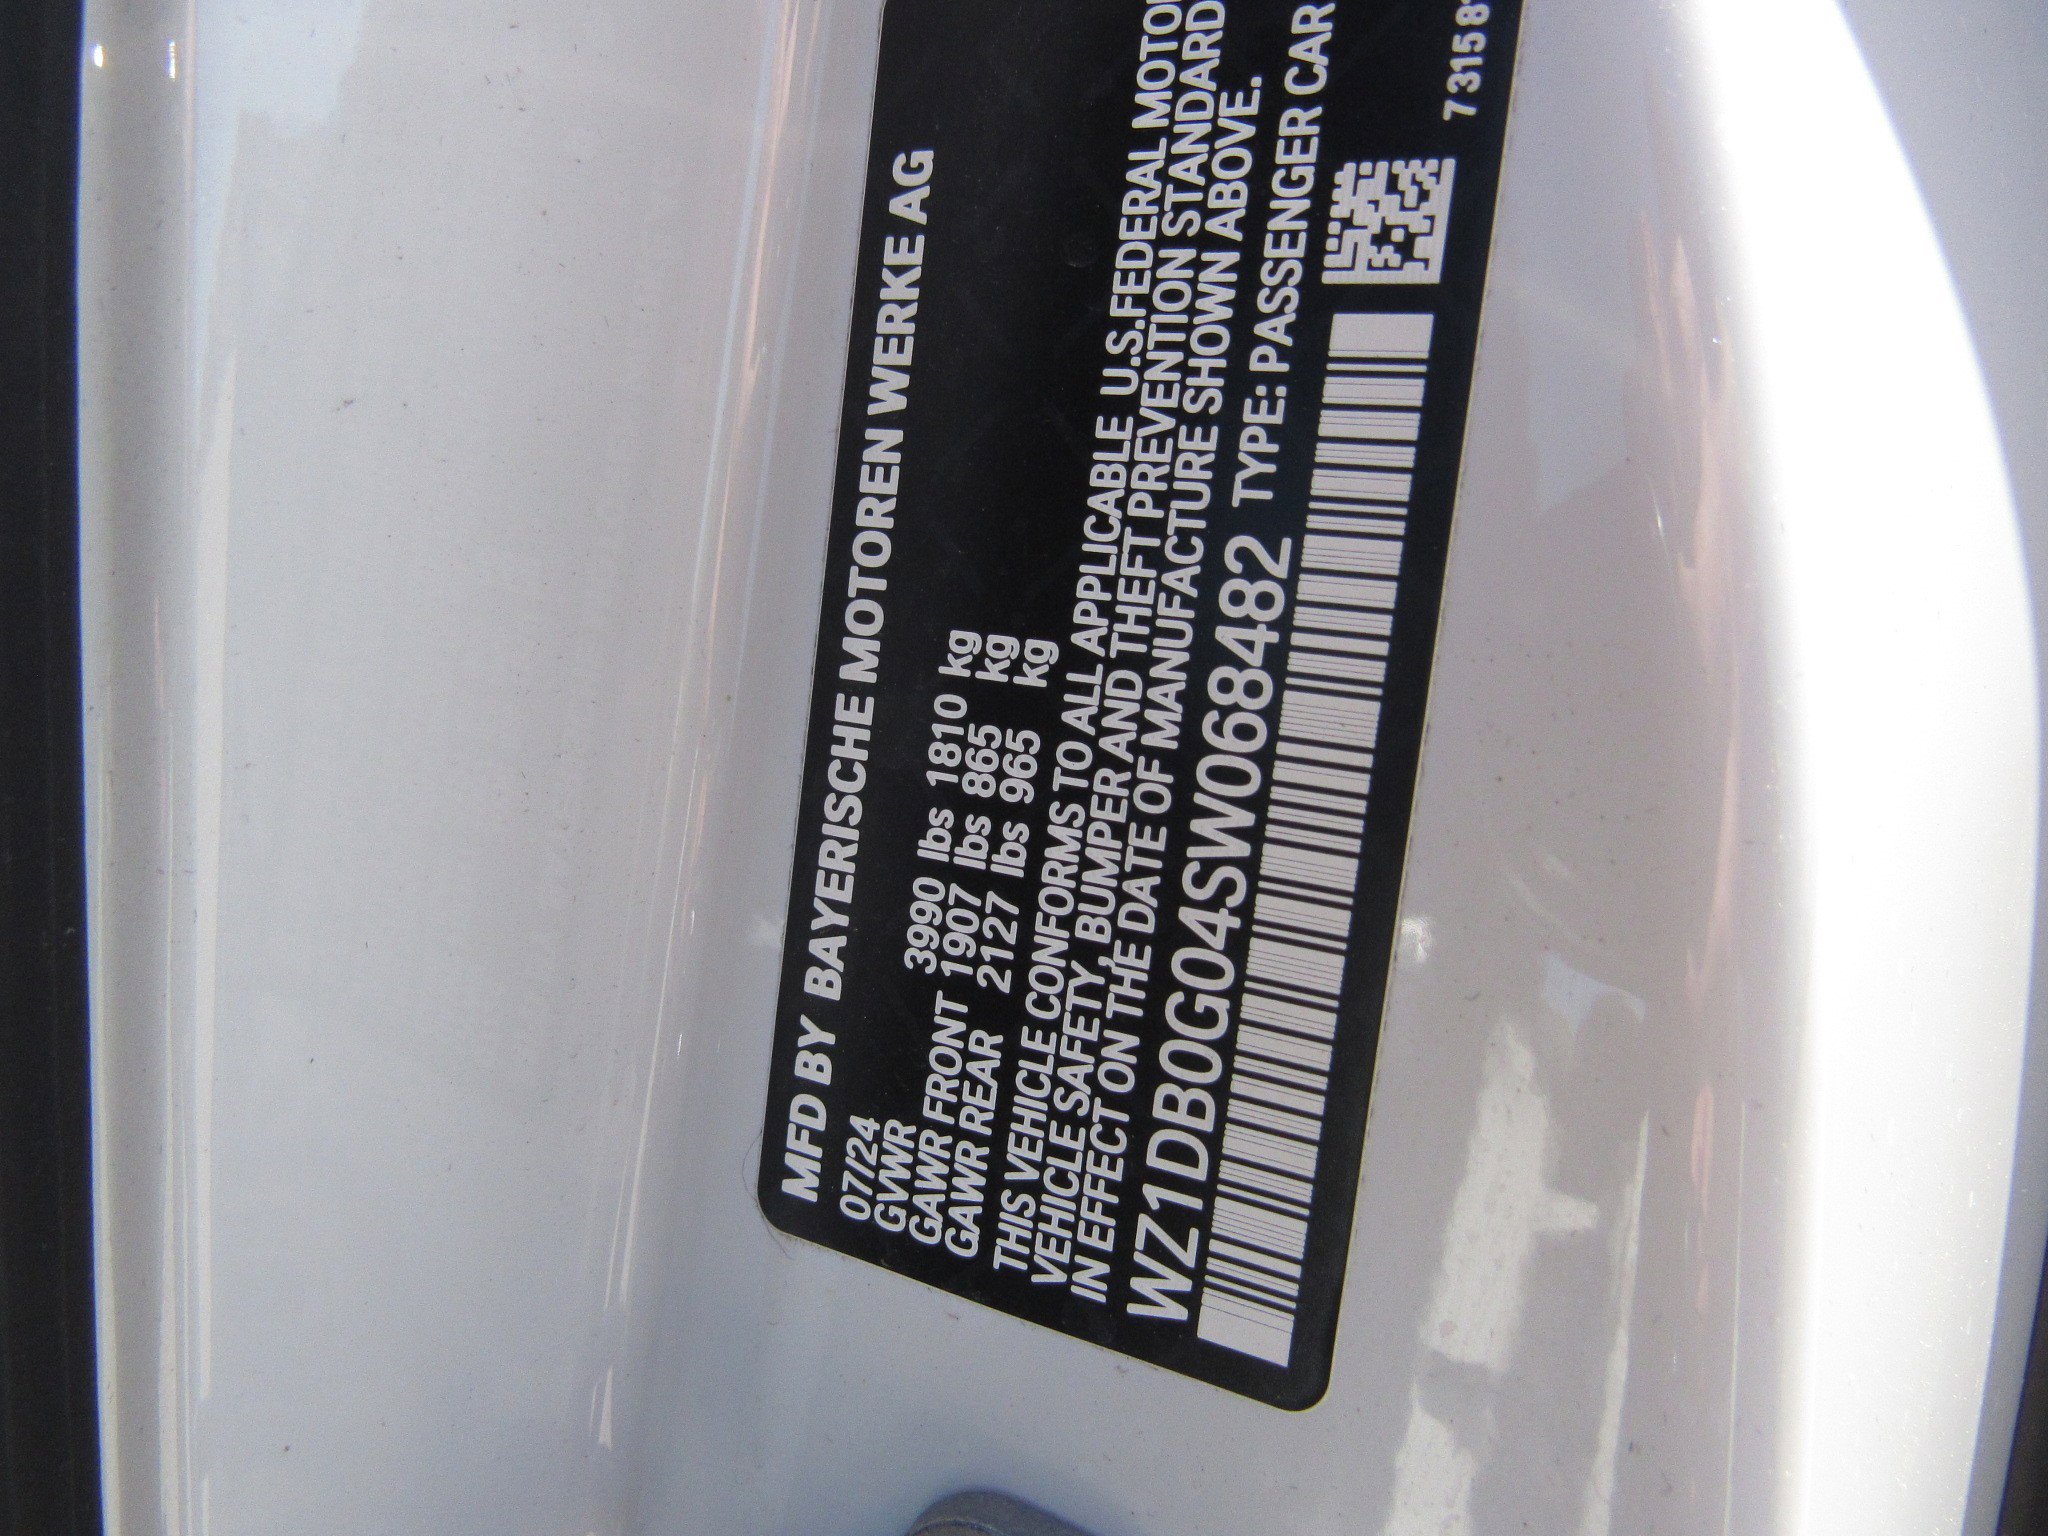 MFD BY BAYERISCHE MOTOREN WERKE AG
07/24
GVWR 3990 lbs 1810 kg
GAWR FRONT 1907 lbs 865 kg
GAWR REAR 2127 lbs 965 kg
THIS VEHICLE CONFORMS TO ALL APPLICABLE U.S.FEDERAL MOTOR
VEHICLE SAFETY, BUMPER AND THEFT PREVENTION STANDARD
IN EFFECT ON THE DATE OF MANUFACTURE SHOWN ABOVE.
WZ1DB0G04SW068482 TYPE: PASSENGER CAR
731581